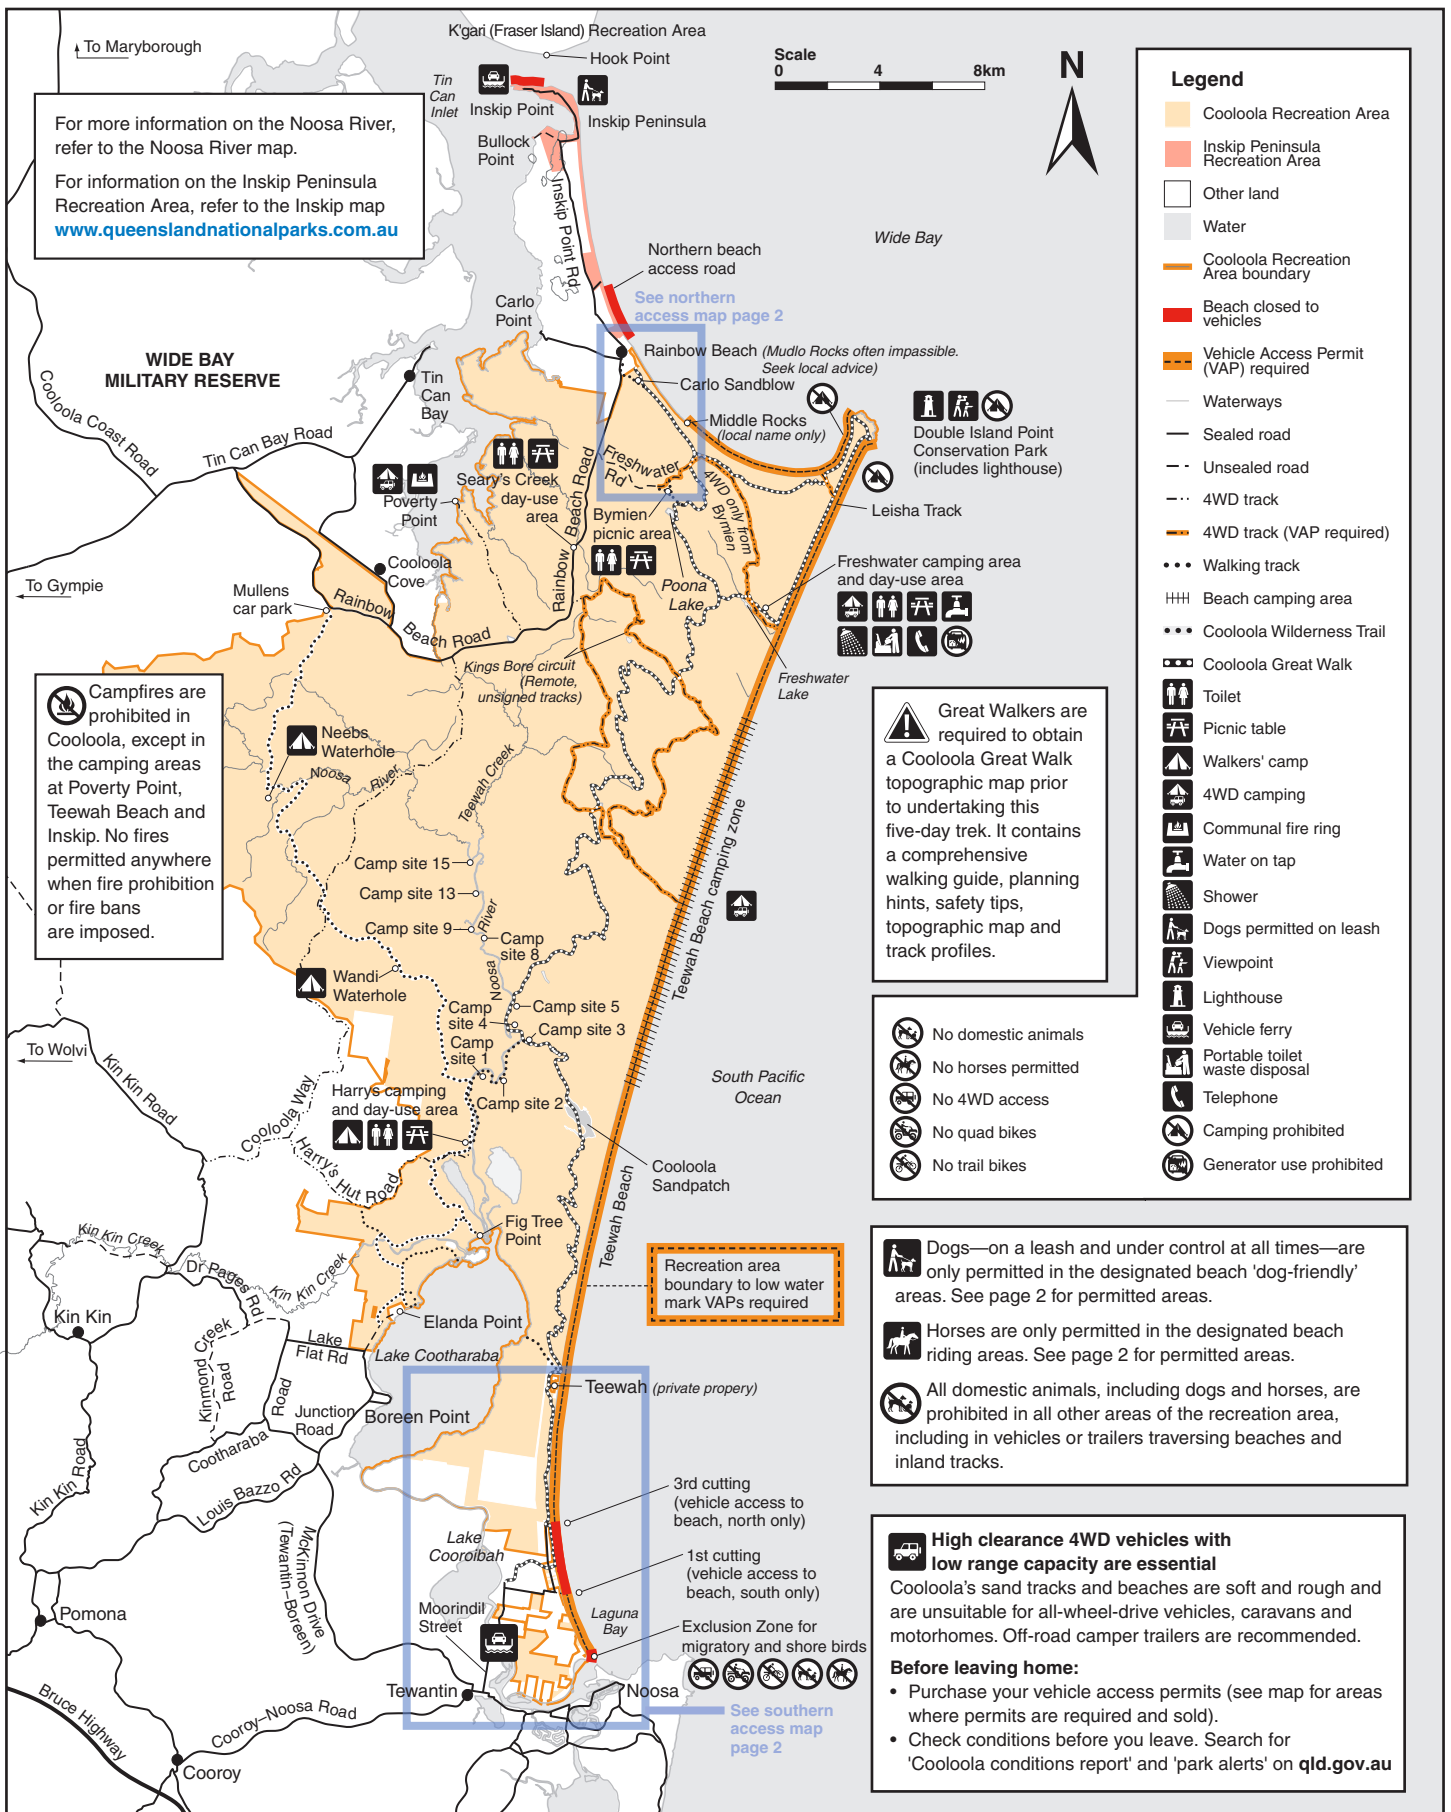 K'gari (Fraser Island) Recreation Area
To Maryborough
Hook Point
Tin
Can
Inlet
Inskip Point
Inskip Peninsula
Bullock
Point
Scale
0 4 8km
N
For more information on the Noosa River,
refer to the Noosa River map.
For information on the Inskip Peninsula
Recreation Area, refer to the Inskip map
www.queenslandnationalparks.com.au
Inskip Point Rd
Wide Bay
Northern beach
access road
See northern
access map page 2
Carlo
Point
WIDE BAY
MILITARY RESERVE
Cooloola Coast Road
Tin Can Bay Road
Tin
Can
Bay
Rainbow Beach (Mudlo Rocks often impassible.
Seek local advice)
Carlo Sandblow
Middle Rocks
(local name only)
Double Island Point
Conservation Park
(includes lighthouse)
Freshwater
Rd
4WD only from
Bymien
Leisha Track
Seary's Creek
day-use
area
Poverty
Point
Rainbow Beach Road
Bymien
picnic area
Poona
Lake
Cooloola
Cove
To Gympie
Mullens
car park
Rainbow
Beach Road
Freshwater camping area
and day-use area
Freshwater
Lake
Kings Bore circuit
(Remote,
unsigned tracks)
Campfires are
prohibited in
Cooloola, except in
the camping areas
at Poverty Point,
Teewah Beach and
Inskip. No fires
permitted anywhere
when fire prohibition
or fire bans
are imposed.
Neebs
Waterhole
Noosa
River
Teewah Creek
Camp site 15
Camp site 13
Camp site 9
Camp
site 8
River
Noosa
Teewah Beach camping zone
Wandi
Waterhole
Camp
site 4
Camp site 5
Camp site 3
Camp
site 1
Camp site 2
To Wolvi
Kin Kin Road
Cooloola Way
Harrys camping
and day-use area
Harry's Hut Road
South Pacific
Ocean
Cooloola
Sandpatch
Teewah Beach
Fig Tree
Point
Kin Kin Creek
Dr Pages Rd
Kin Kin Creek
Recreation area
boundary to low water
mark VAPs required
Kin Kin
Elanda Point
Lake
Flat Rd
Lake Cootharaba
Kinmond Creek
Road
Road
Junction
Road
Teewah (private propery)
Boreen Point
Cootharaba
Louis Bazzo Rd
Kin Kin Road
McKinnon Drive
(Tewantin–Boreen)
3rd cutting
(vehicle access to
beach, north only)
Lake
Cooroibah
1st cutting
(vehicle access to
beach, south only)
Pomona
Moorindil
Street
Laguna
Bay
Exclusion Zone for
migratory and shore birds
Tewantin
Noosa
Cooroy–Noosa Road
Bruce Highway
Cooroy
See southern
access map
page 2
Legend
Cooloola Recreation Area
Inskip Peninsula
Recreation Area
Other land
Water
Cooloola Recreation
Area boundary
Beach closed to
vehicles
Vehicle Access Permit
(VAP) required
Waterways
Sealed road
Unsealed road
4WD track
4WD track (VAP required)
Walking track
Beach camping area
Cooloola Wilderness Trail
Cooloola Great Walk
Toilet
Picnic table
Walkers' camp
4WD camping
Communal fire ring
Water on tap
Shower
Dogs permitted on leash
Viewpoint
Lighthouse
Vehicle ferry
Portable toilet
waste disposal
Telephone
Camping prohibited
Generator use prohibited
Great Walkers are
required to obtain
a Cooloola Great Walk
topographic map prior
to undertaking this
five-day trek. It contains
a comprehensive
walking guide, planning
hints, safety tips,
topographic map and
track profiles.
No domestic animals
No horses permitted
No 4WD access
No quad bikes
No trail bikes
Dogs—on a leash and under control at all times—are
only permitted in the designated beach 'dog-friendly'
areas. See page 2 for permitted areas.
Horses are only permitted in the designated beach
riding areas. See page 2 for permitted areas.
All domestic animals, including dogs and horses, are
prohibited in all other areas of the recreation area,
including in vehicles or trailers traversing beaches and
inland tracks.
High clearance 4WD vehicles with
low range capacity are essential
Cooloola's sand tracks and beaches are soft and rough and
are unsuitable for all-wheel-drive vehicles, caravans and
motorhomes. Off-road camper trailers are recommended.
Before leaving home:
• Purchase your vehicle access permits (see map for areas
where permits are required and sold).
• Check conditions before you leave. Search for
'Cooloola conditions report' and 'park alerts' on qld.gov.au